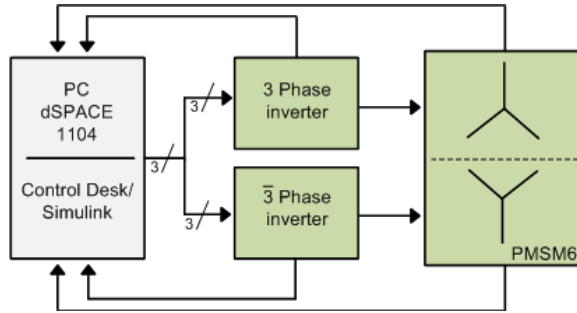 PC
dSPACE
1104
Control Desk/
Simulink
3
3
3
3 Phase
inverter
3̅ Phase
inverter
PMSM6